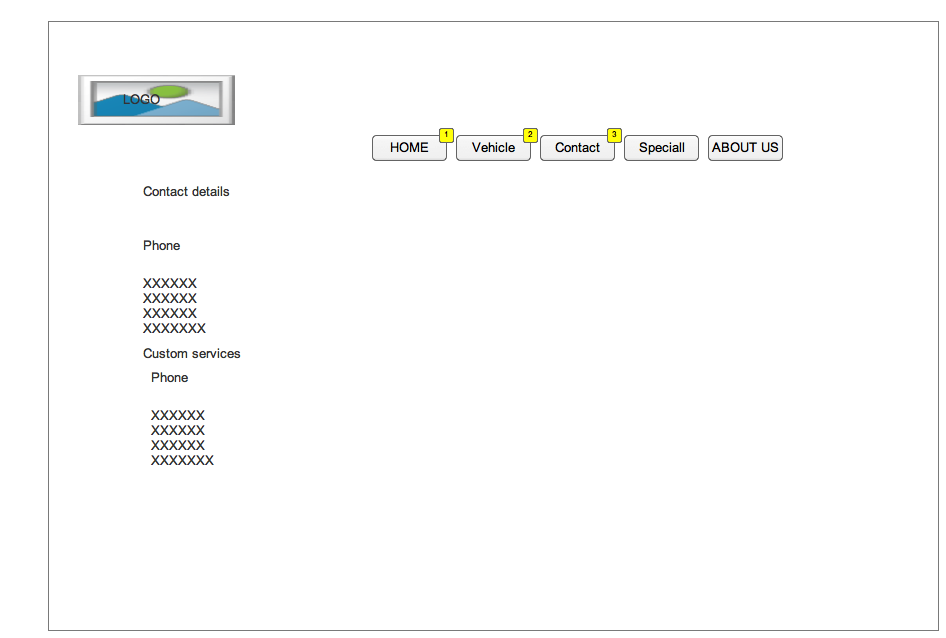 LOGO
1 2 3
HOME Vehicle Contact Speciall ABOUT US
Contact details
Phone
XXXXXX
XXXXXX
XXXXXX
XXXXXXX
Custom services
Phone
XXXXXX
XXXXXX
XXXXXX
XXXXXXX